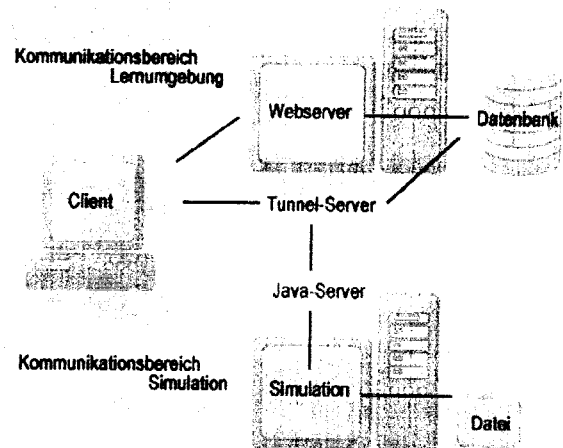 Kommunikationsbereich
Lernumgebung
Webserver
Datenbank
Client
Tunnel-Server
Java-Server
Kommunikationsbereich
Simulation
Simulation
Datei